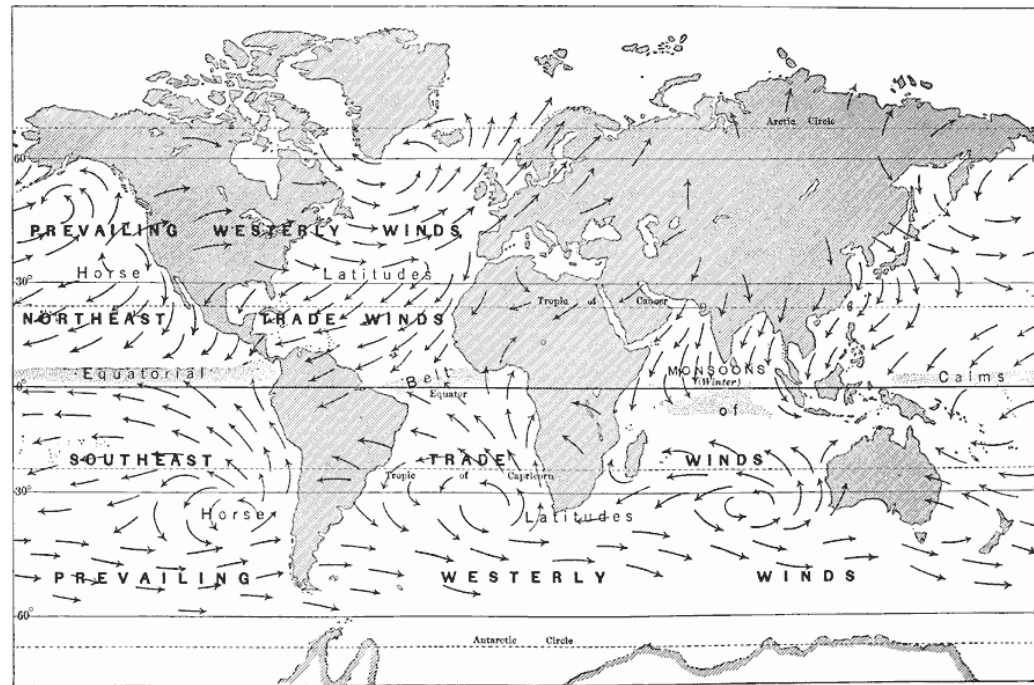 Arctic Circle
60
PREVAILING WESTERLY WINDS
Horse Latitudes
30
Tropic of Cancer
NORTHEAST TRADE WINDS
MONSOONS
(Winter)
Equatorial Belt of Calms
0°
Equator
SOUTHEAST TRADE WINDS
Tropic of Capricorn
30°
Horse Latitudes
PREVAILING WESTERLY WINDS
60°
Antarctic Circle